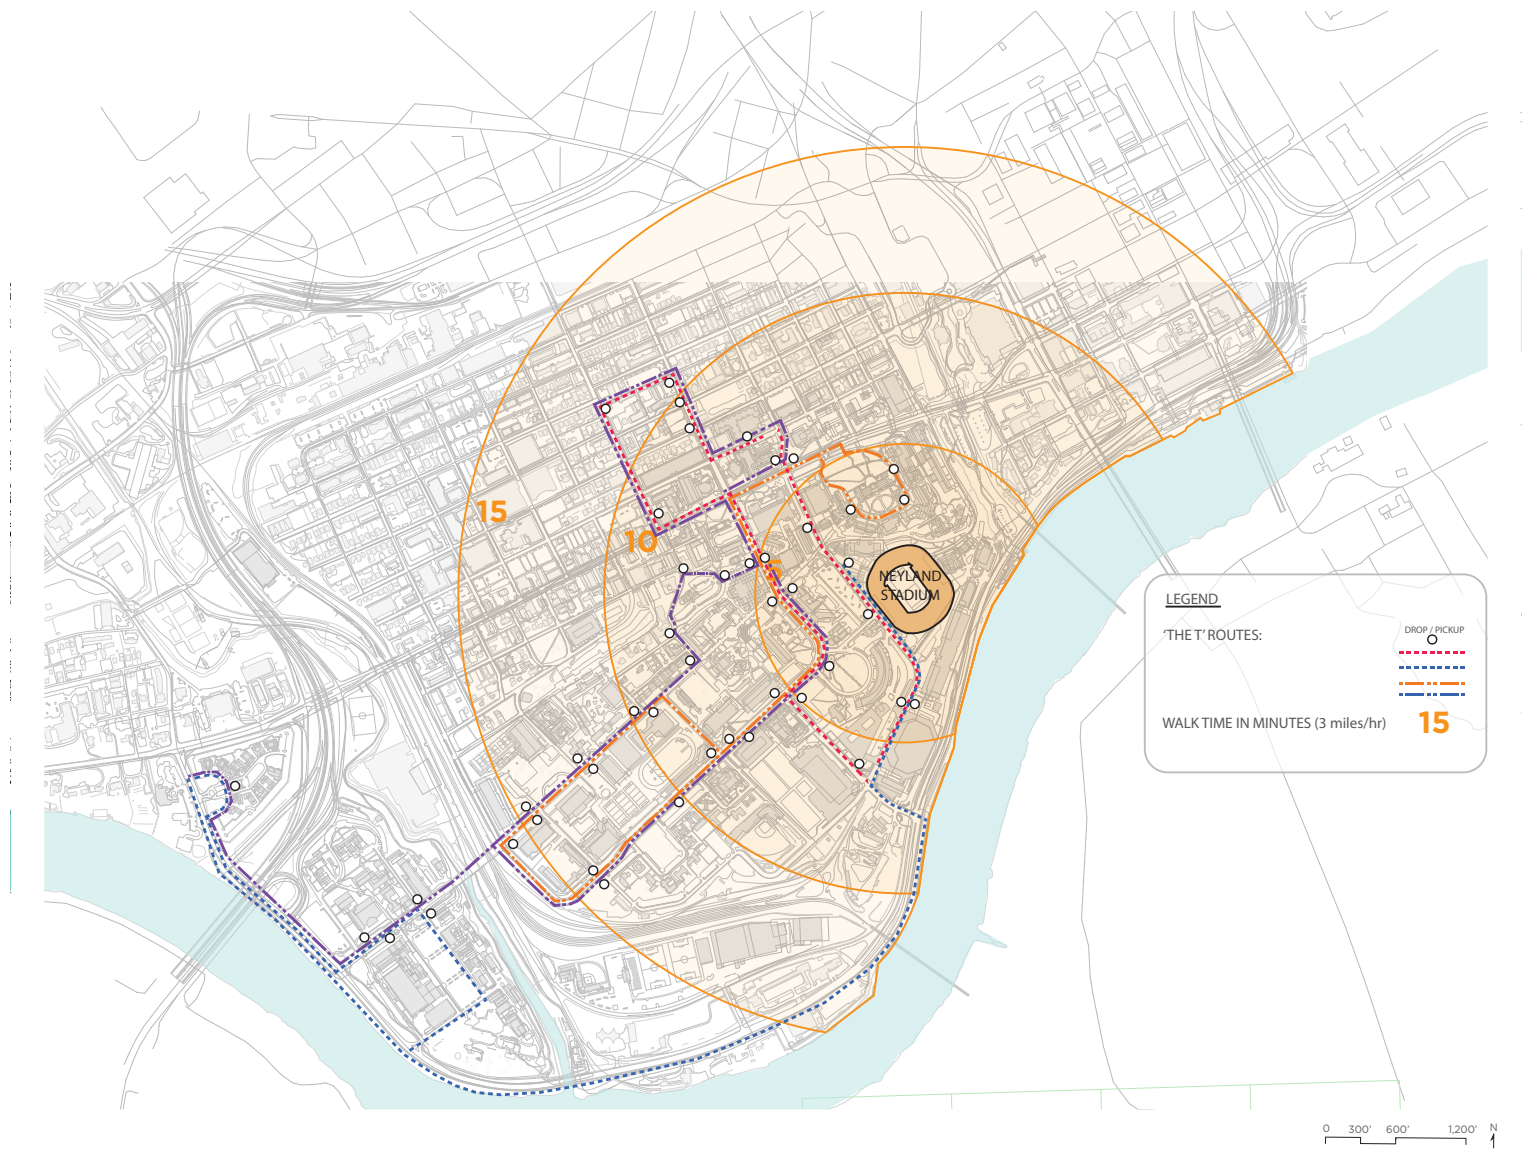 15
10
5
NEYLAND
STADIUM
LEGEND
'THE T' ROUTES:
DROP / PICKUP
WALK TIME IN MINUTES (3 miles/hr)
15
0 300' 600' 1,200' N